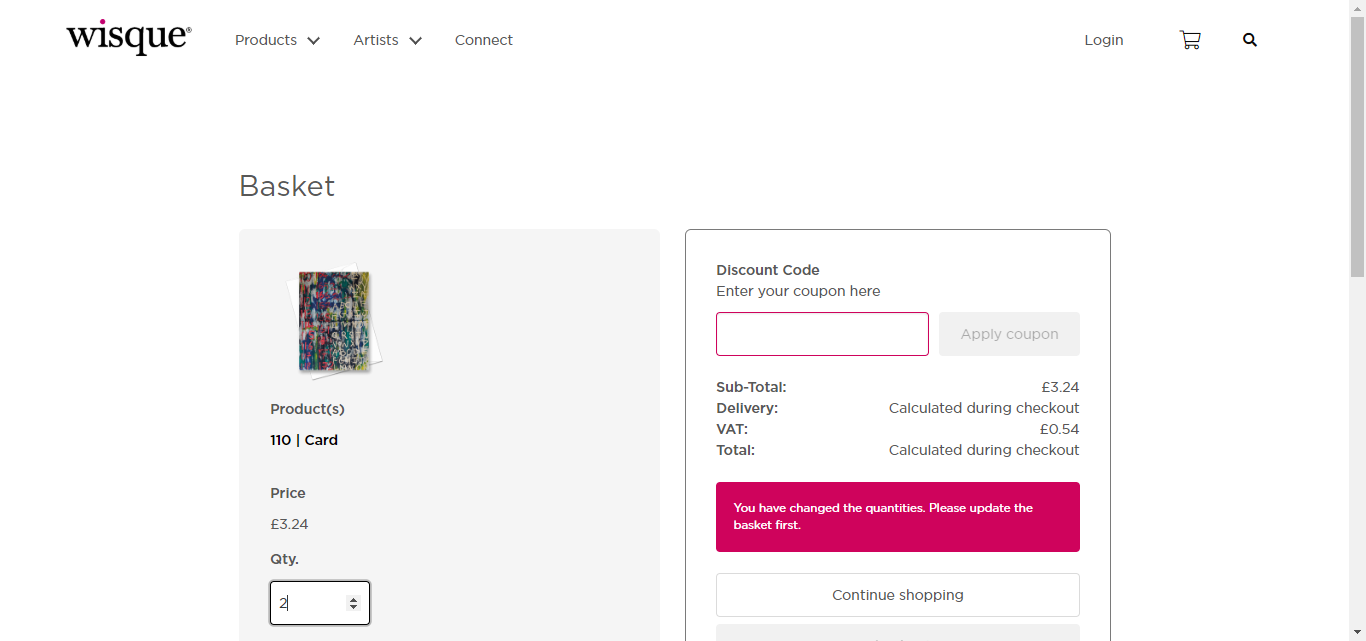 wisque®
Products
Artists
Connect
Login
Basket
Product(s)
110 | Card
Price
£3.24
Qty.
2
Discount Code
Enter your coupon here
Apply coupon
Sub-Total: £3.24
Delivery: Calculated during checkout
VAT: £0.54
Total: Calculated during checkout
You have changed the quantities. Please update the
basket first.
Continue shopping